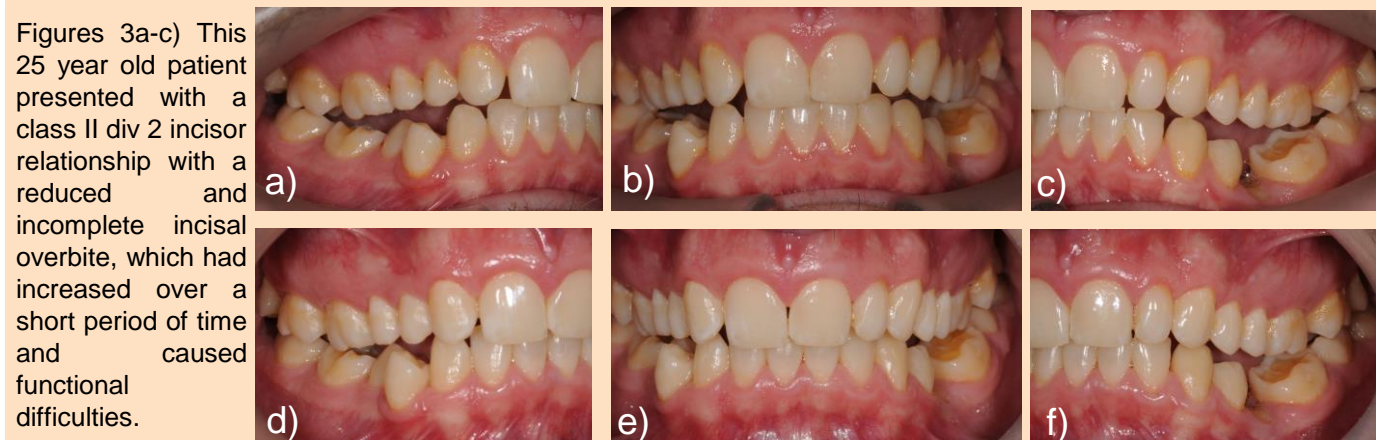 Figures 3a-c) This
25 year old patient
presented with a
class II div 2 incisor
relationship with a
reduced and
incomplete incisal
overbite, which had
increased over a
short period of time
and caused
functional
difficulties.
a)
b)
c)
d)
e)
f)